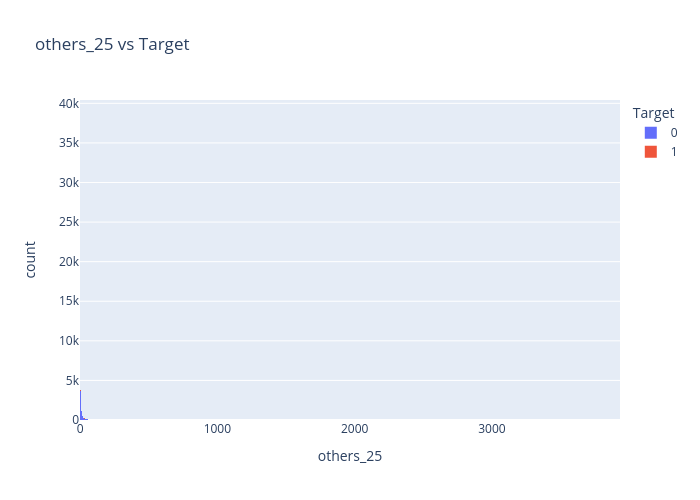 others_25 vs Target
40k
35k
30k
25k
20k
15k
10k
5k
0
0
1000
2000
3000
others_25
count
Target
0
1